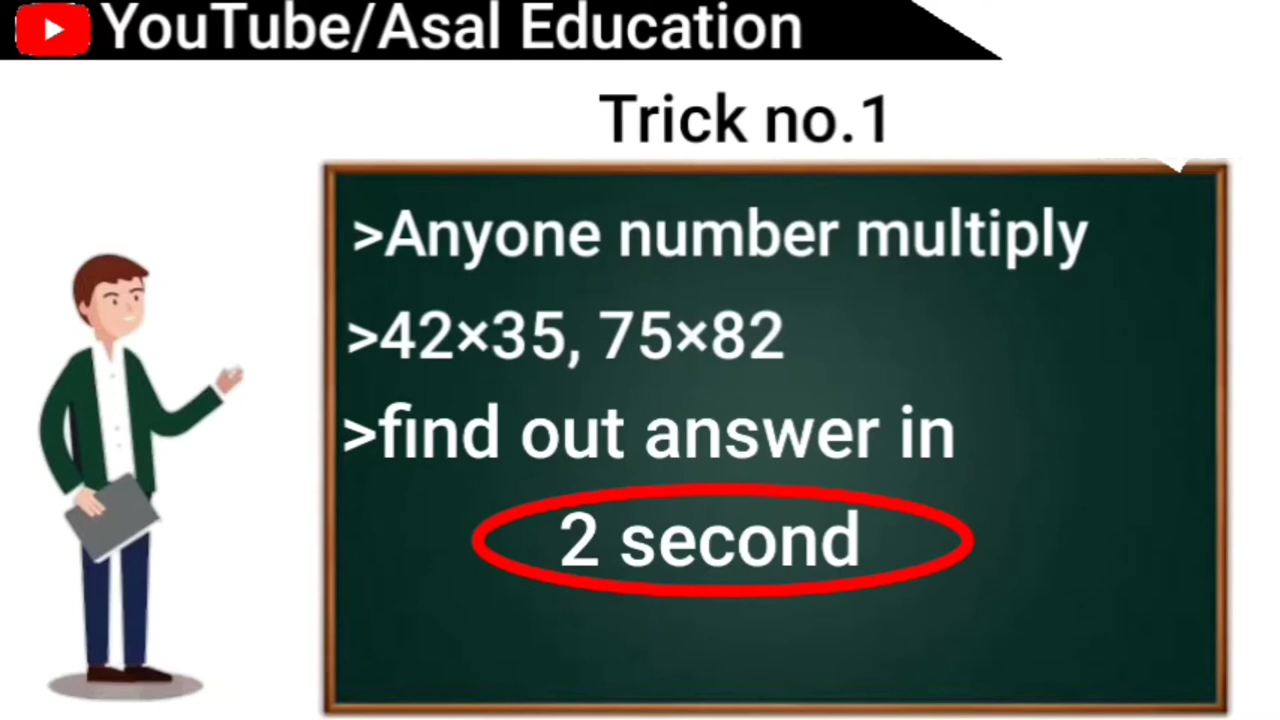 YouTube/Asal Education
Trick no.1
>Anyone number multiply
>42×35, 75×82
>find out answer in
2 second